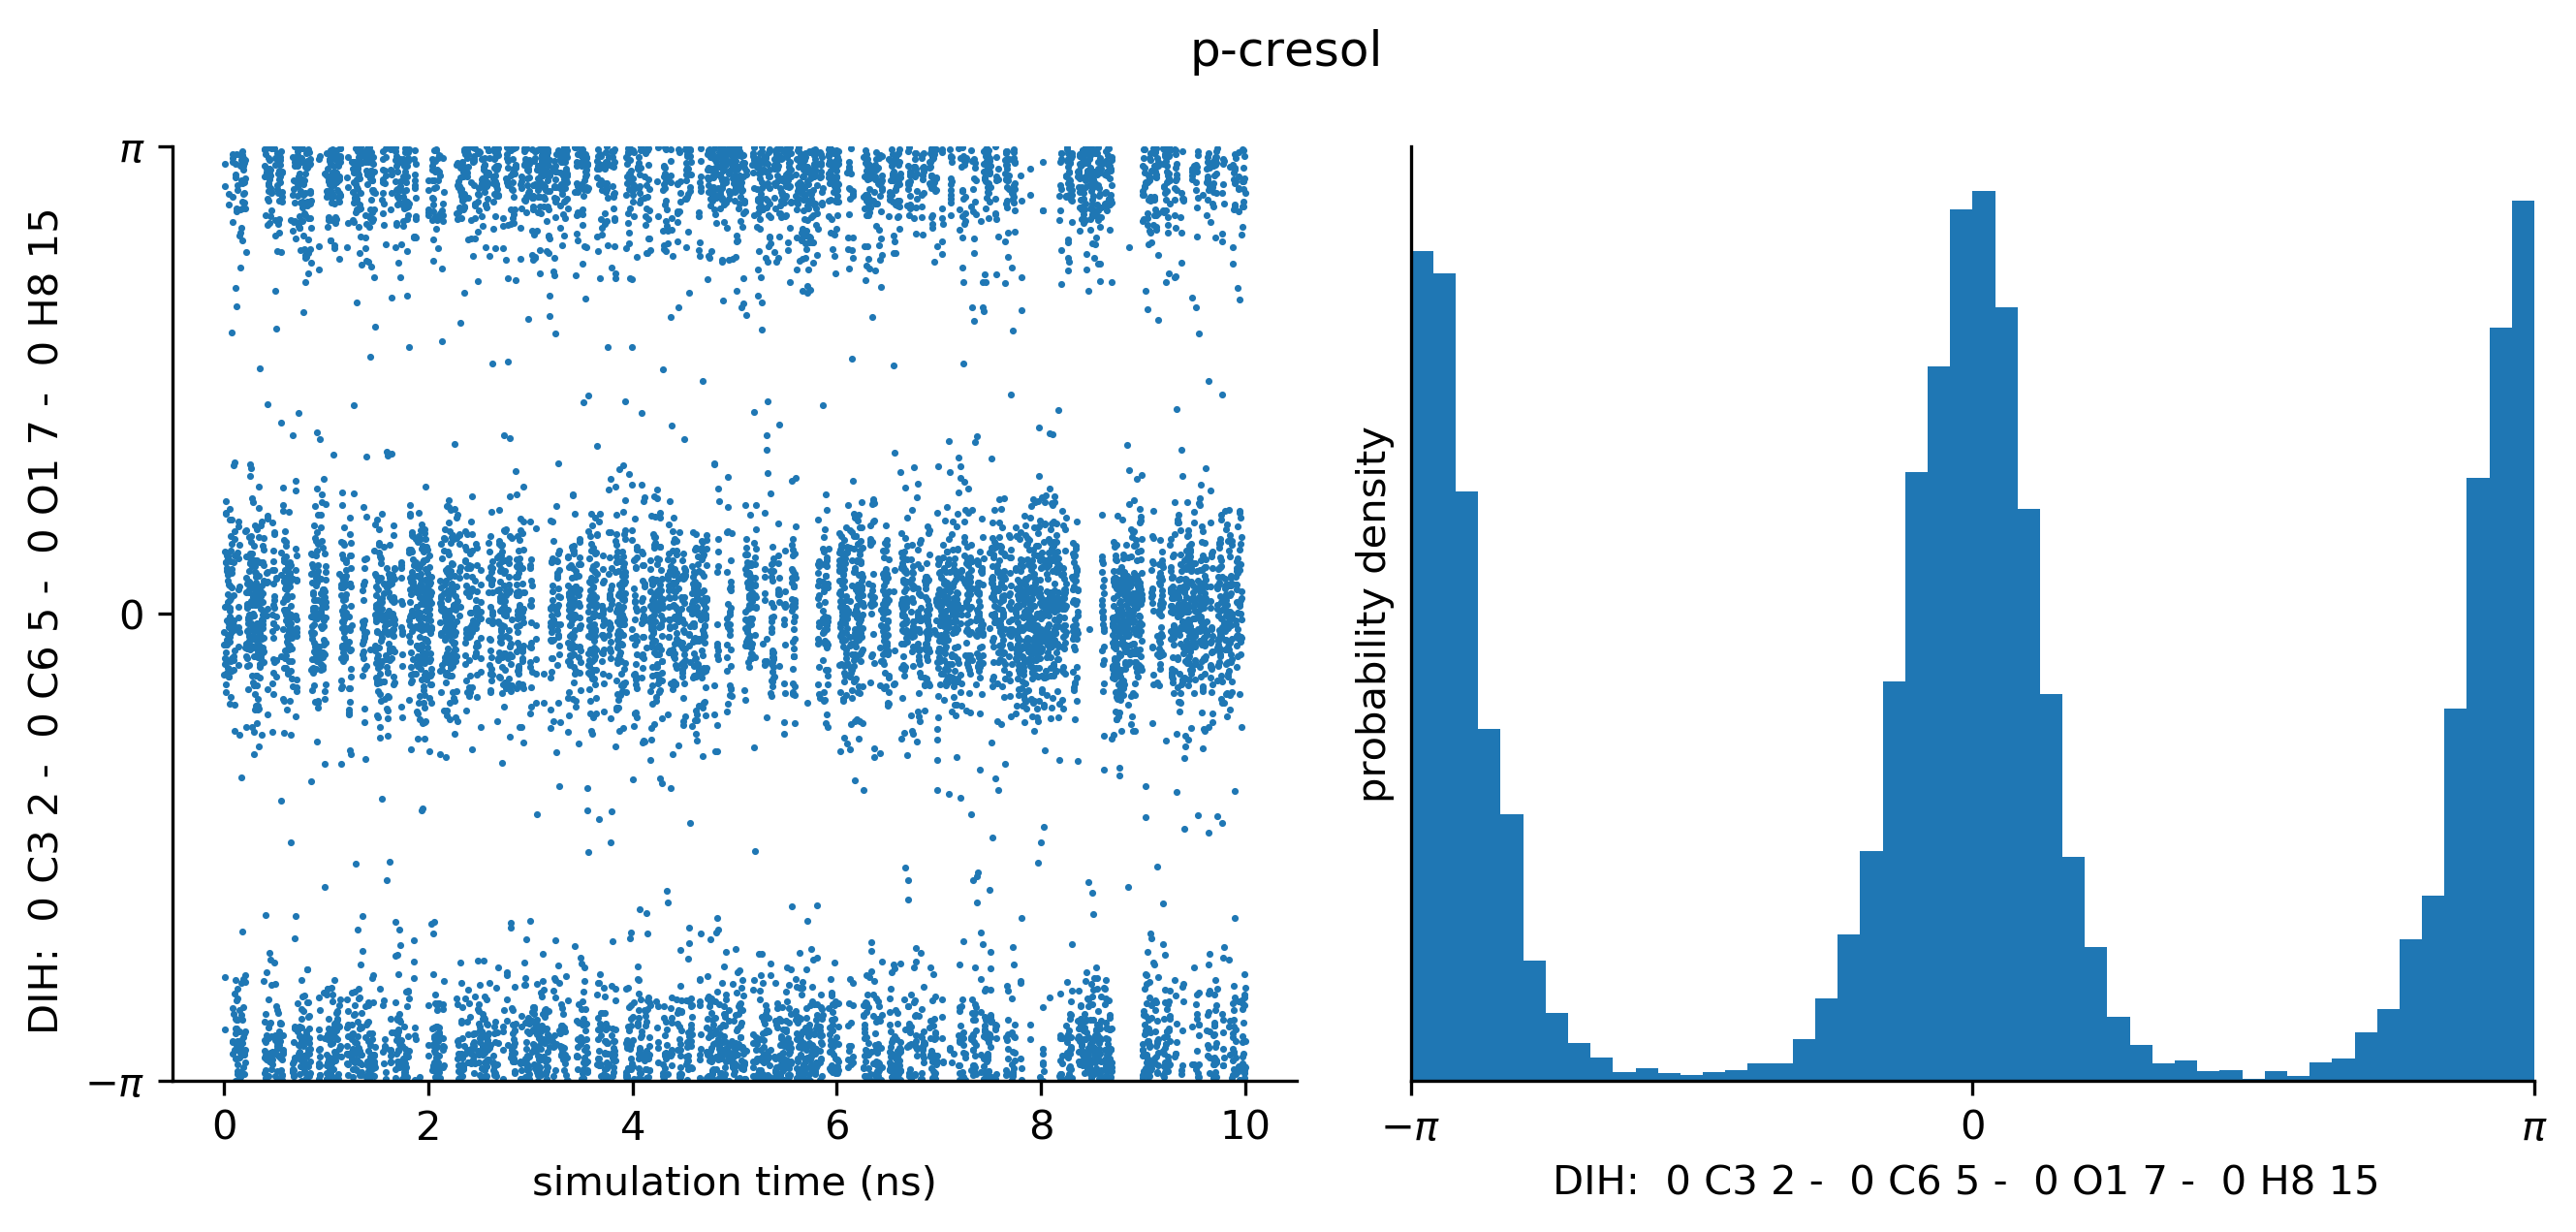 p-cresol
π
0
−π
DIH:  0 C3 2 -  0 C6 5 -  0 O1 7 -  0 H8 15
0 2 4 6 8 10
simulation time (ns)
probability density
−π 0 π
DIH:  0 C3 2 -  0 C6 5 -  0 O1 7 -  0 H8 15